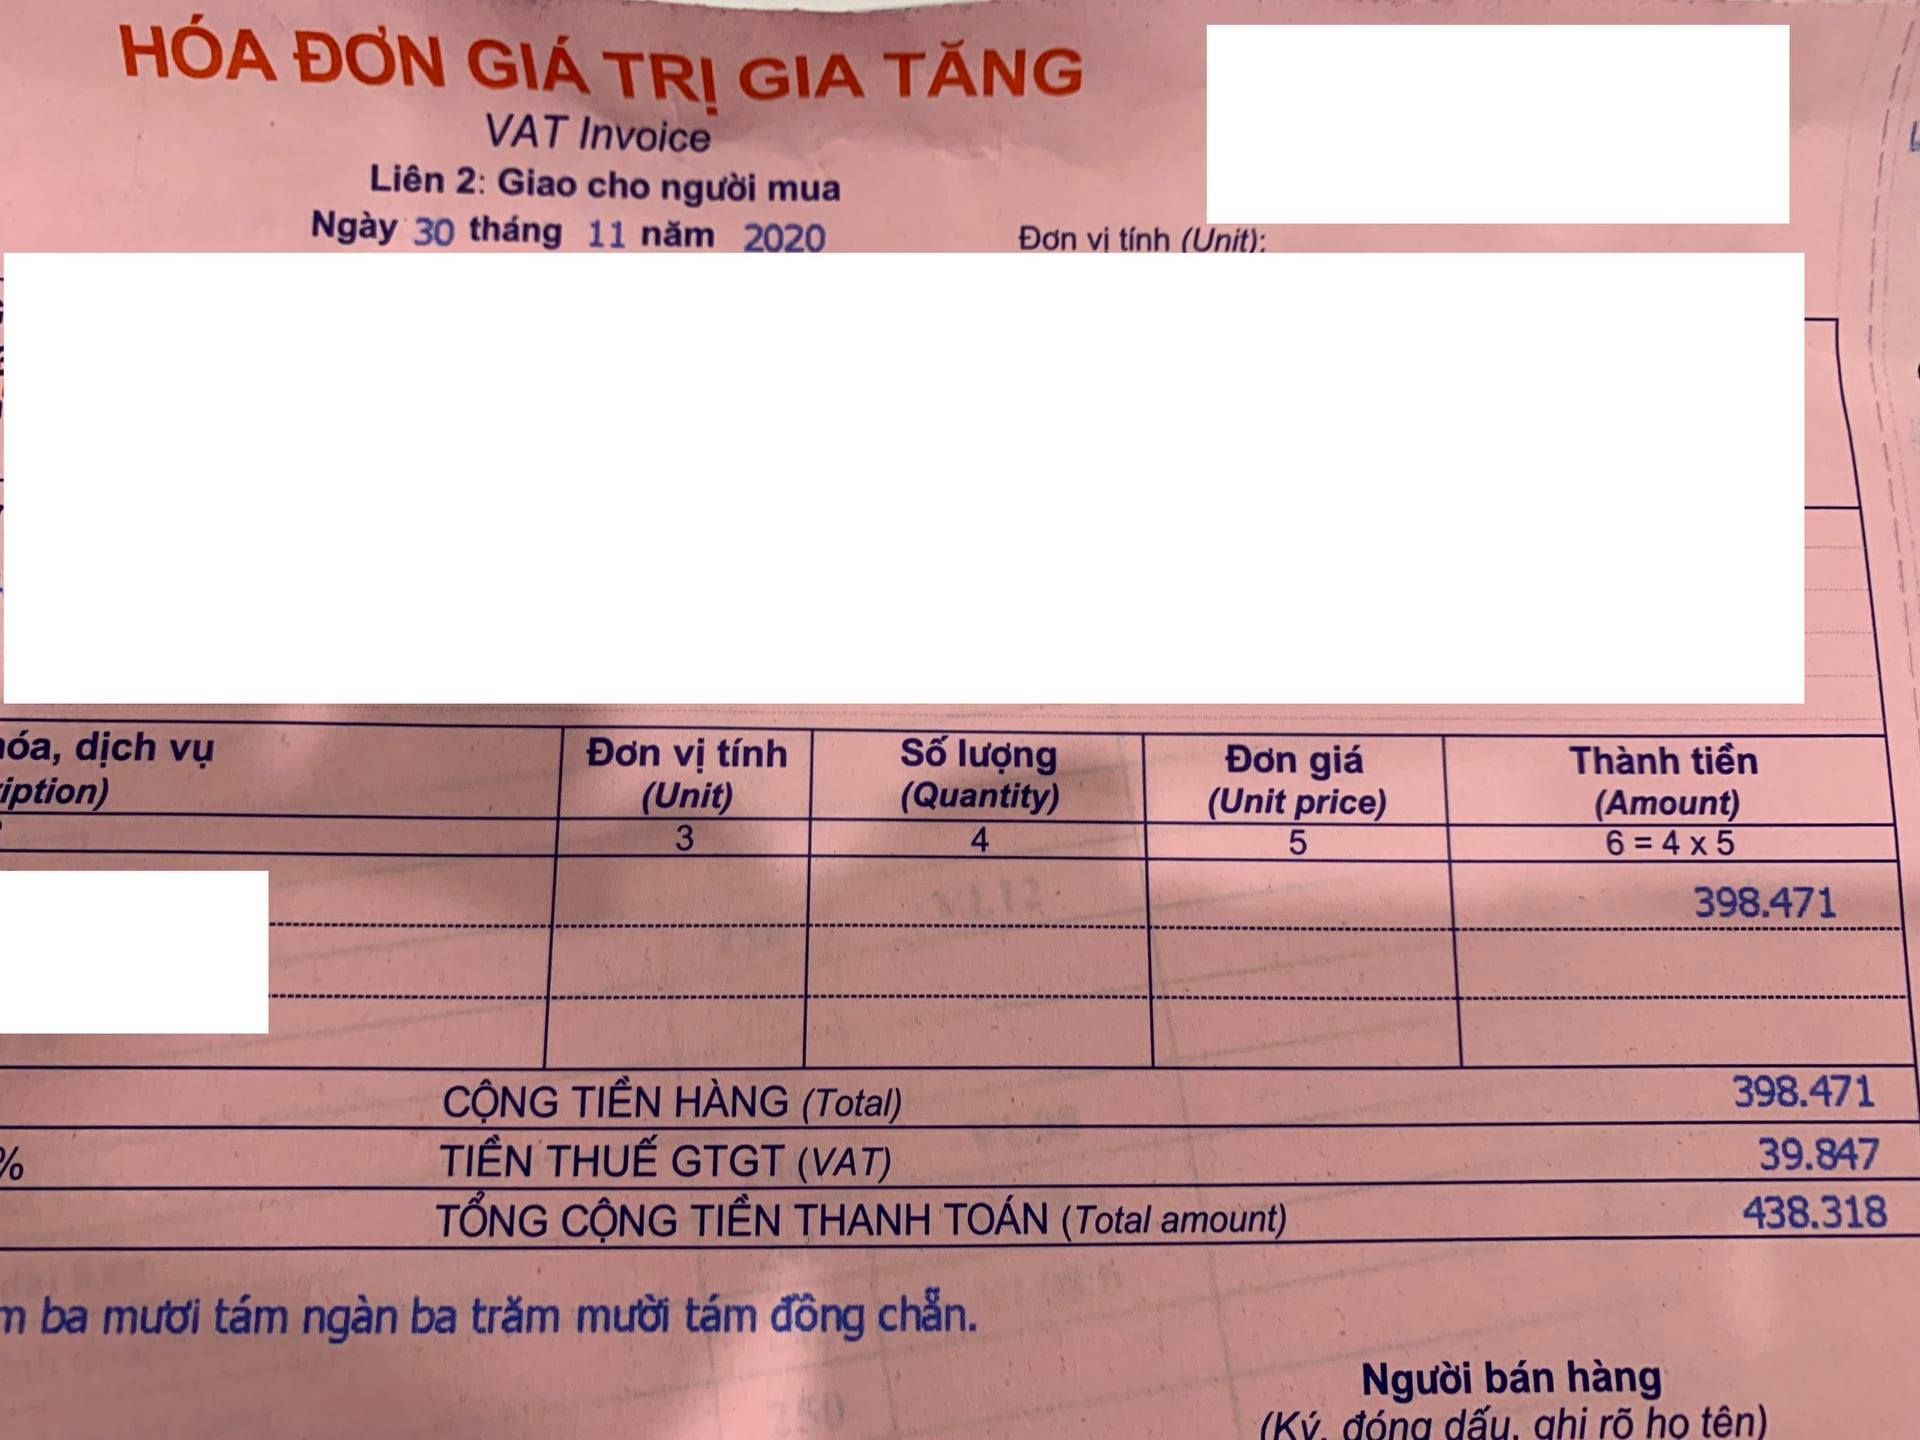 HÓA ĐƠN GIÁ TRỊ GIA TĂNG
VAT Invoice
Liên 2: Giao cho người mua
Ngày 30 tháng 11 năm 2020
Đơn vị tính (Unit):
óa, dịch vụ
iption)
Đơn vị tính
(Unit)
Số lượng
(Quantity)
Đơn giá
(Unit price)
Thành tiền
(Amount)
3 4 5 6 = 4 x 5
398.471
CỘNG TIỀN HÀNG (Total) 398.471
% TIỀN THUẾ GTGT (VAT) 39.847
TỔNG CỘNG TIỀN THANH TOÁN (Total amount) 438.318
m ba mươi tám ngàn ba trăm mười tám đồng chẵn.
Người bán hàng
(Ký, đóng dấu, ghi rõ họ tên)